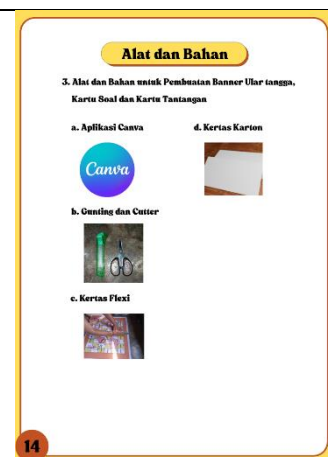 Alat dan Bahan
3. Alat dan Bahan untuk Pembuatan Banner Ular tangga,
Kartu Soal dan Kartu Tantangan
a. Aplikasi Canva
d. Kertas Karton
Canva
b. Gunting dan Cutter
c. Kertas Flexi
14